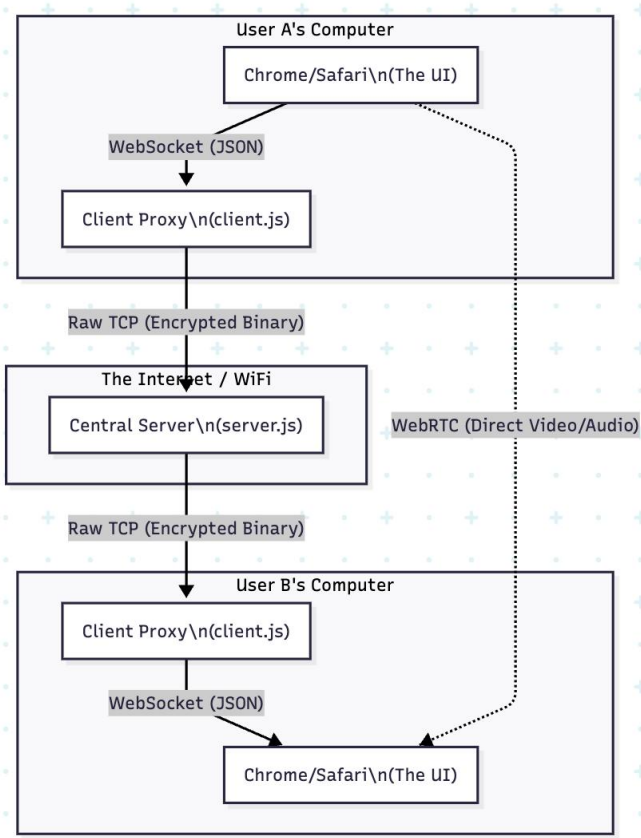 User A's Computer
Chrome/Safari\n(The UI)
WebSocket (JSON)
Client Proxy\n(client.js)
Raw TCP (Encrypted Binary)
The Internet / WiFi
Central Server\n(server.js)
WebRTC (Direct Video/Audio)
Raw TCP (Encrypted Binary)
User B's Computer
Client Proxy\n(client.js)
WebSocket (JSON)
Chrome/Safari\n(The UI)